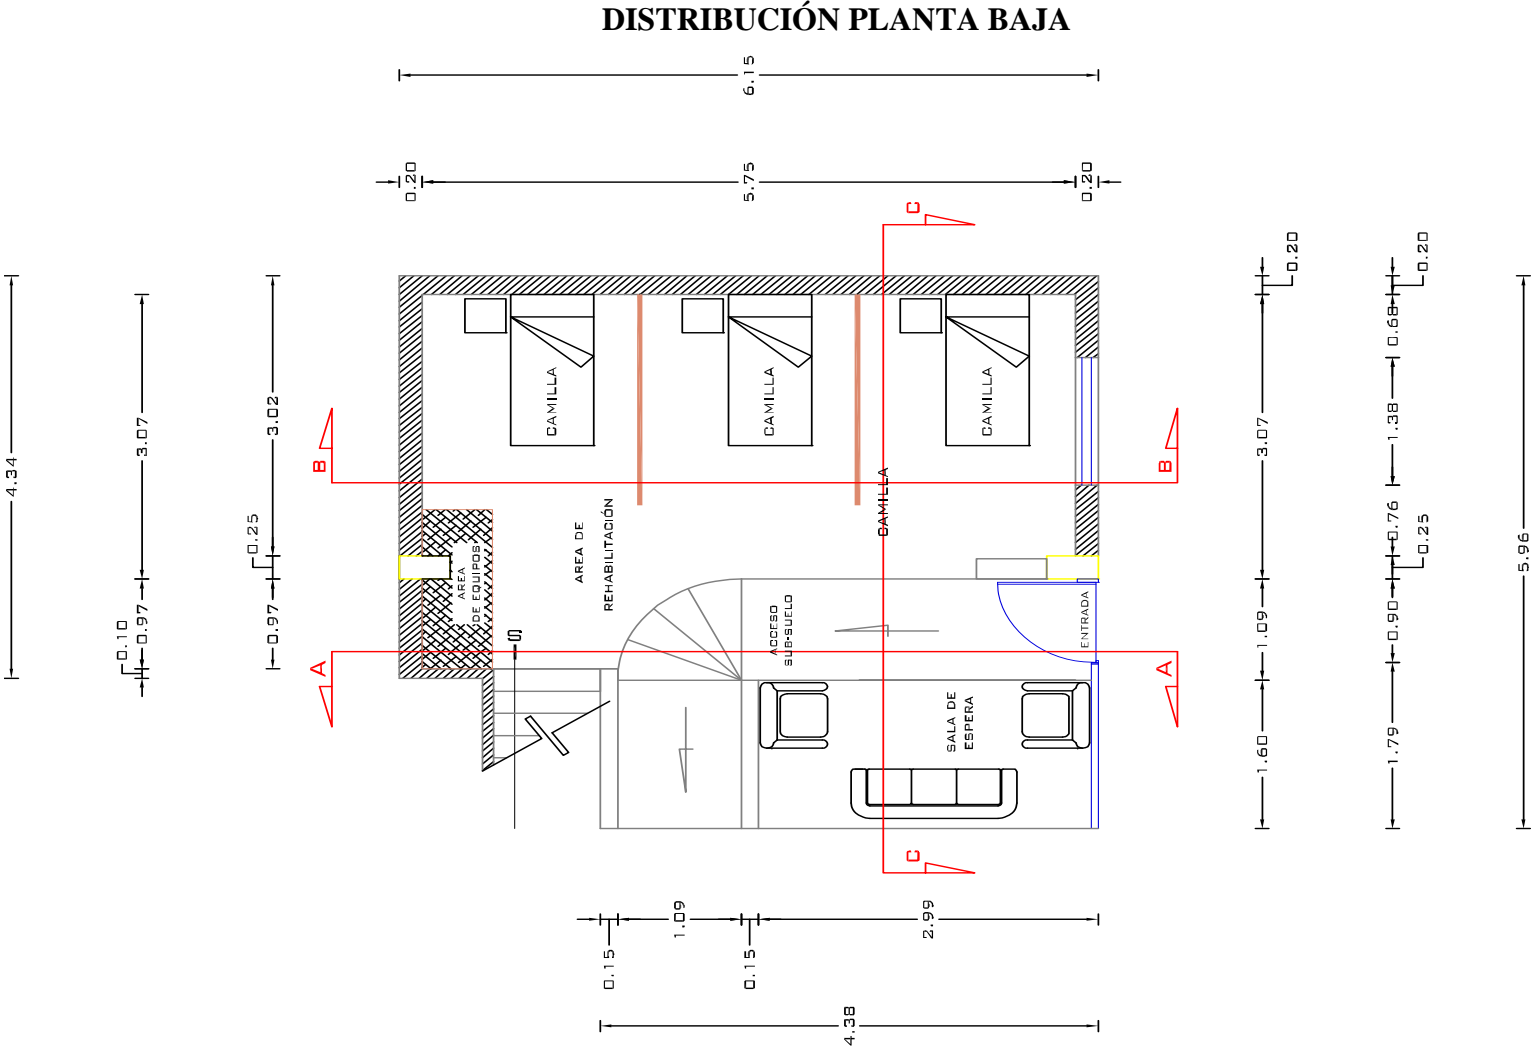 DISTRIBUCIÓN PLANTA BAJA
6.15
0.20
5.75
0.20
C
0.20
0.20
4.34
3.07
3.02
0.25
0.97
0.97
0.10
B
B
A
A
CAMILLA
CAMILLA
CAMILLA
CAMILLA
AREA DE
REHABILITACIÓN
AREA
DE EQUIPOS
S
ACCESO
SUB-SUELO
ENTRADA
SALA DE
ESPERA
3.07
1.09
1.60
0.68
1.38
0.76
0.25
0.90
1.79
5.96
C
0.15
1.09
0.15
2.99
4.38